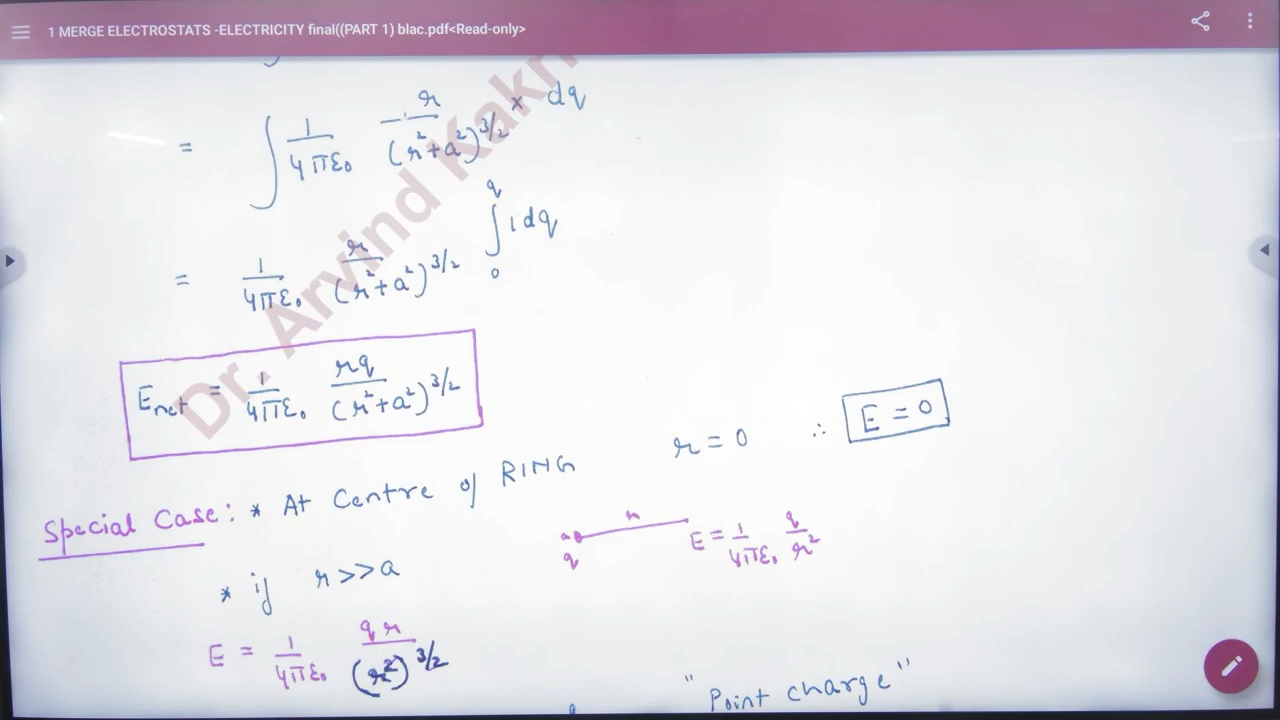 1 MERGE ELECTROSTATS -ELECTRICITY final((PART 1) blac.pdf<Read-only>
= ∫ 1/4πε₀ r/(r²+a²)^3/2 × dq
= 1/4πε₀ r/(r²+a²)^3/2 ∫₀^q 1 dq
E_net = 1/4πε₀ rq/(r²+a²)^3/2
Special Case: * At Centre of RING r = 0 ∴ E = 0
q r E = 1/4πε₀ q/r²
* if r >> a
E = 1/4πε₀ qr/(r²)^3/2
"Point charge"
Dr. Arvind